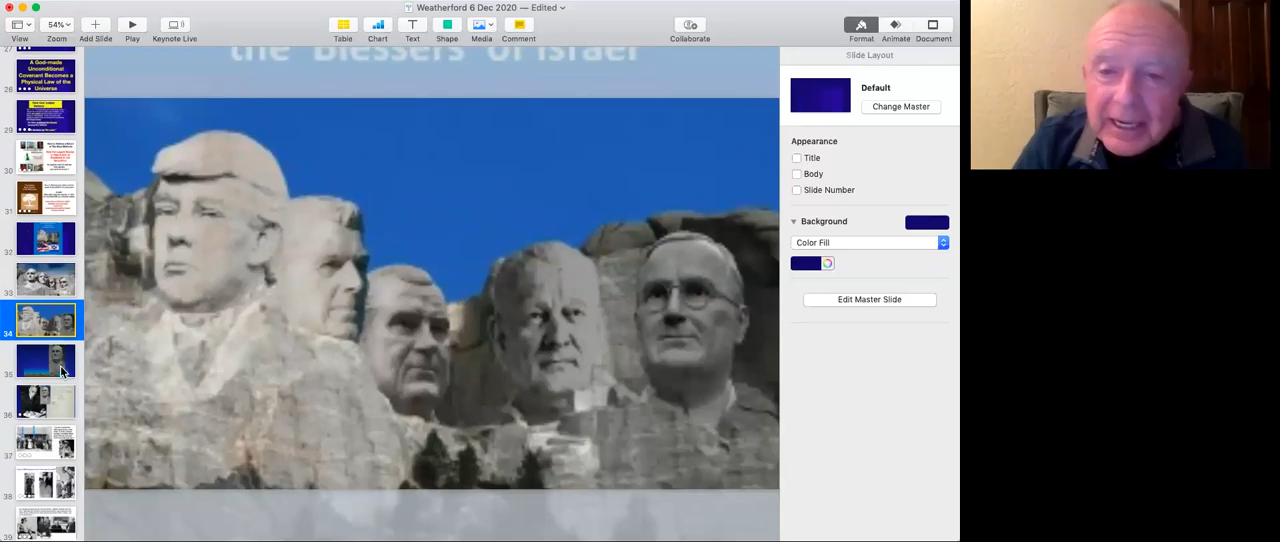 Weatherford 6 Dec 2020 — Edited
54%
View
Zoom
Add Slide
Play
Keynote Live
Table
Chart
Text
Shape
Media
Comment
Collaborate
Format
Animate
Document
27
A God-made
Unconditional
Covenant Becomes a
Physical Law of the
Universe
28
29
30
31
32
33
34
35
36
37
38
39
the Blessers of Israel
Slide Layout
Default
Change Master
Appearance
Title
Body
Slide Number
Background
Color Fill
Edit Master Slide